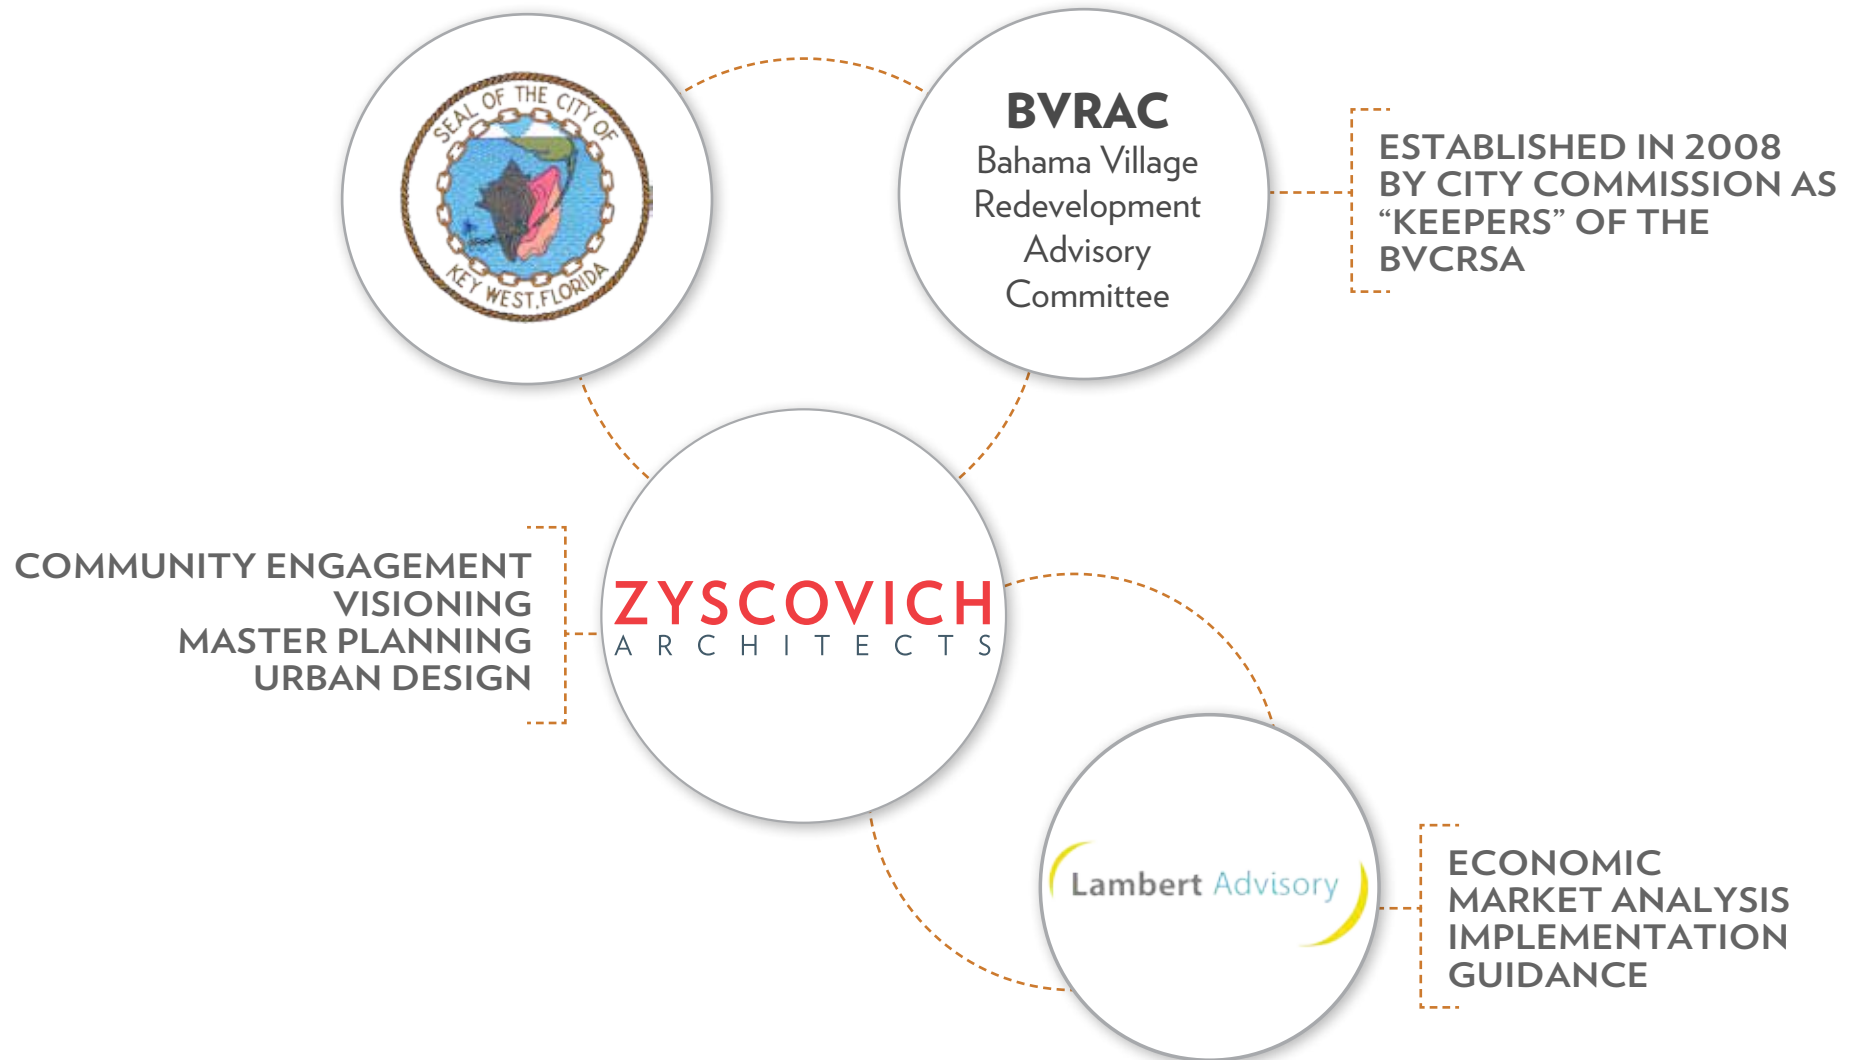 SEAL OF THE CITY OF
KEY WEST, FLORIDA
BVRAC
Bahama Village
Redevelopment
Advisory
Committee
ESTABLISHED IN 2008
BY CITY COMMISSION AS
“KEEPERS” OF THE
BVCRSA
COMMUNITY ENGAGEMENT
VISIONING
MASTER PLANNING
URBAN DESIGN
ZYSCOVICH
ARCHITECTS
Lambert Advisory
ECONOMIC
MARKET ANALYSIS
IMPLEMENTATION
GUIDANCE